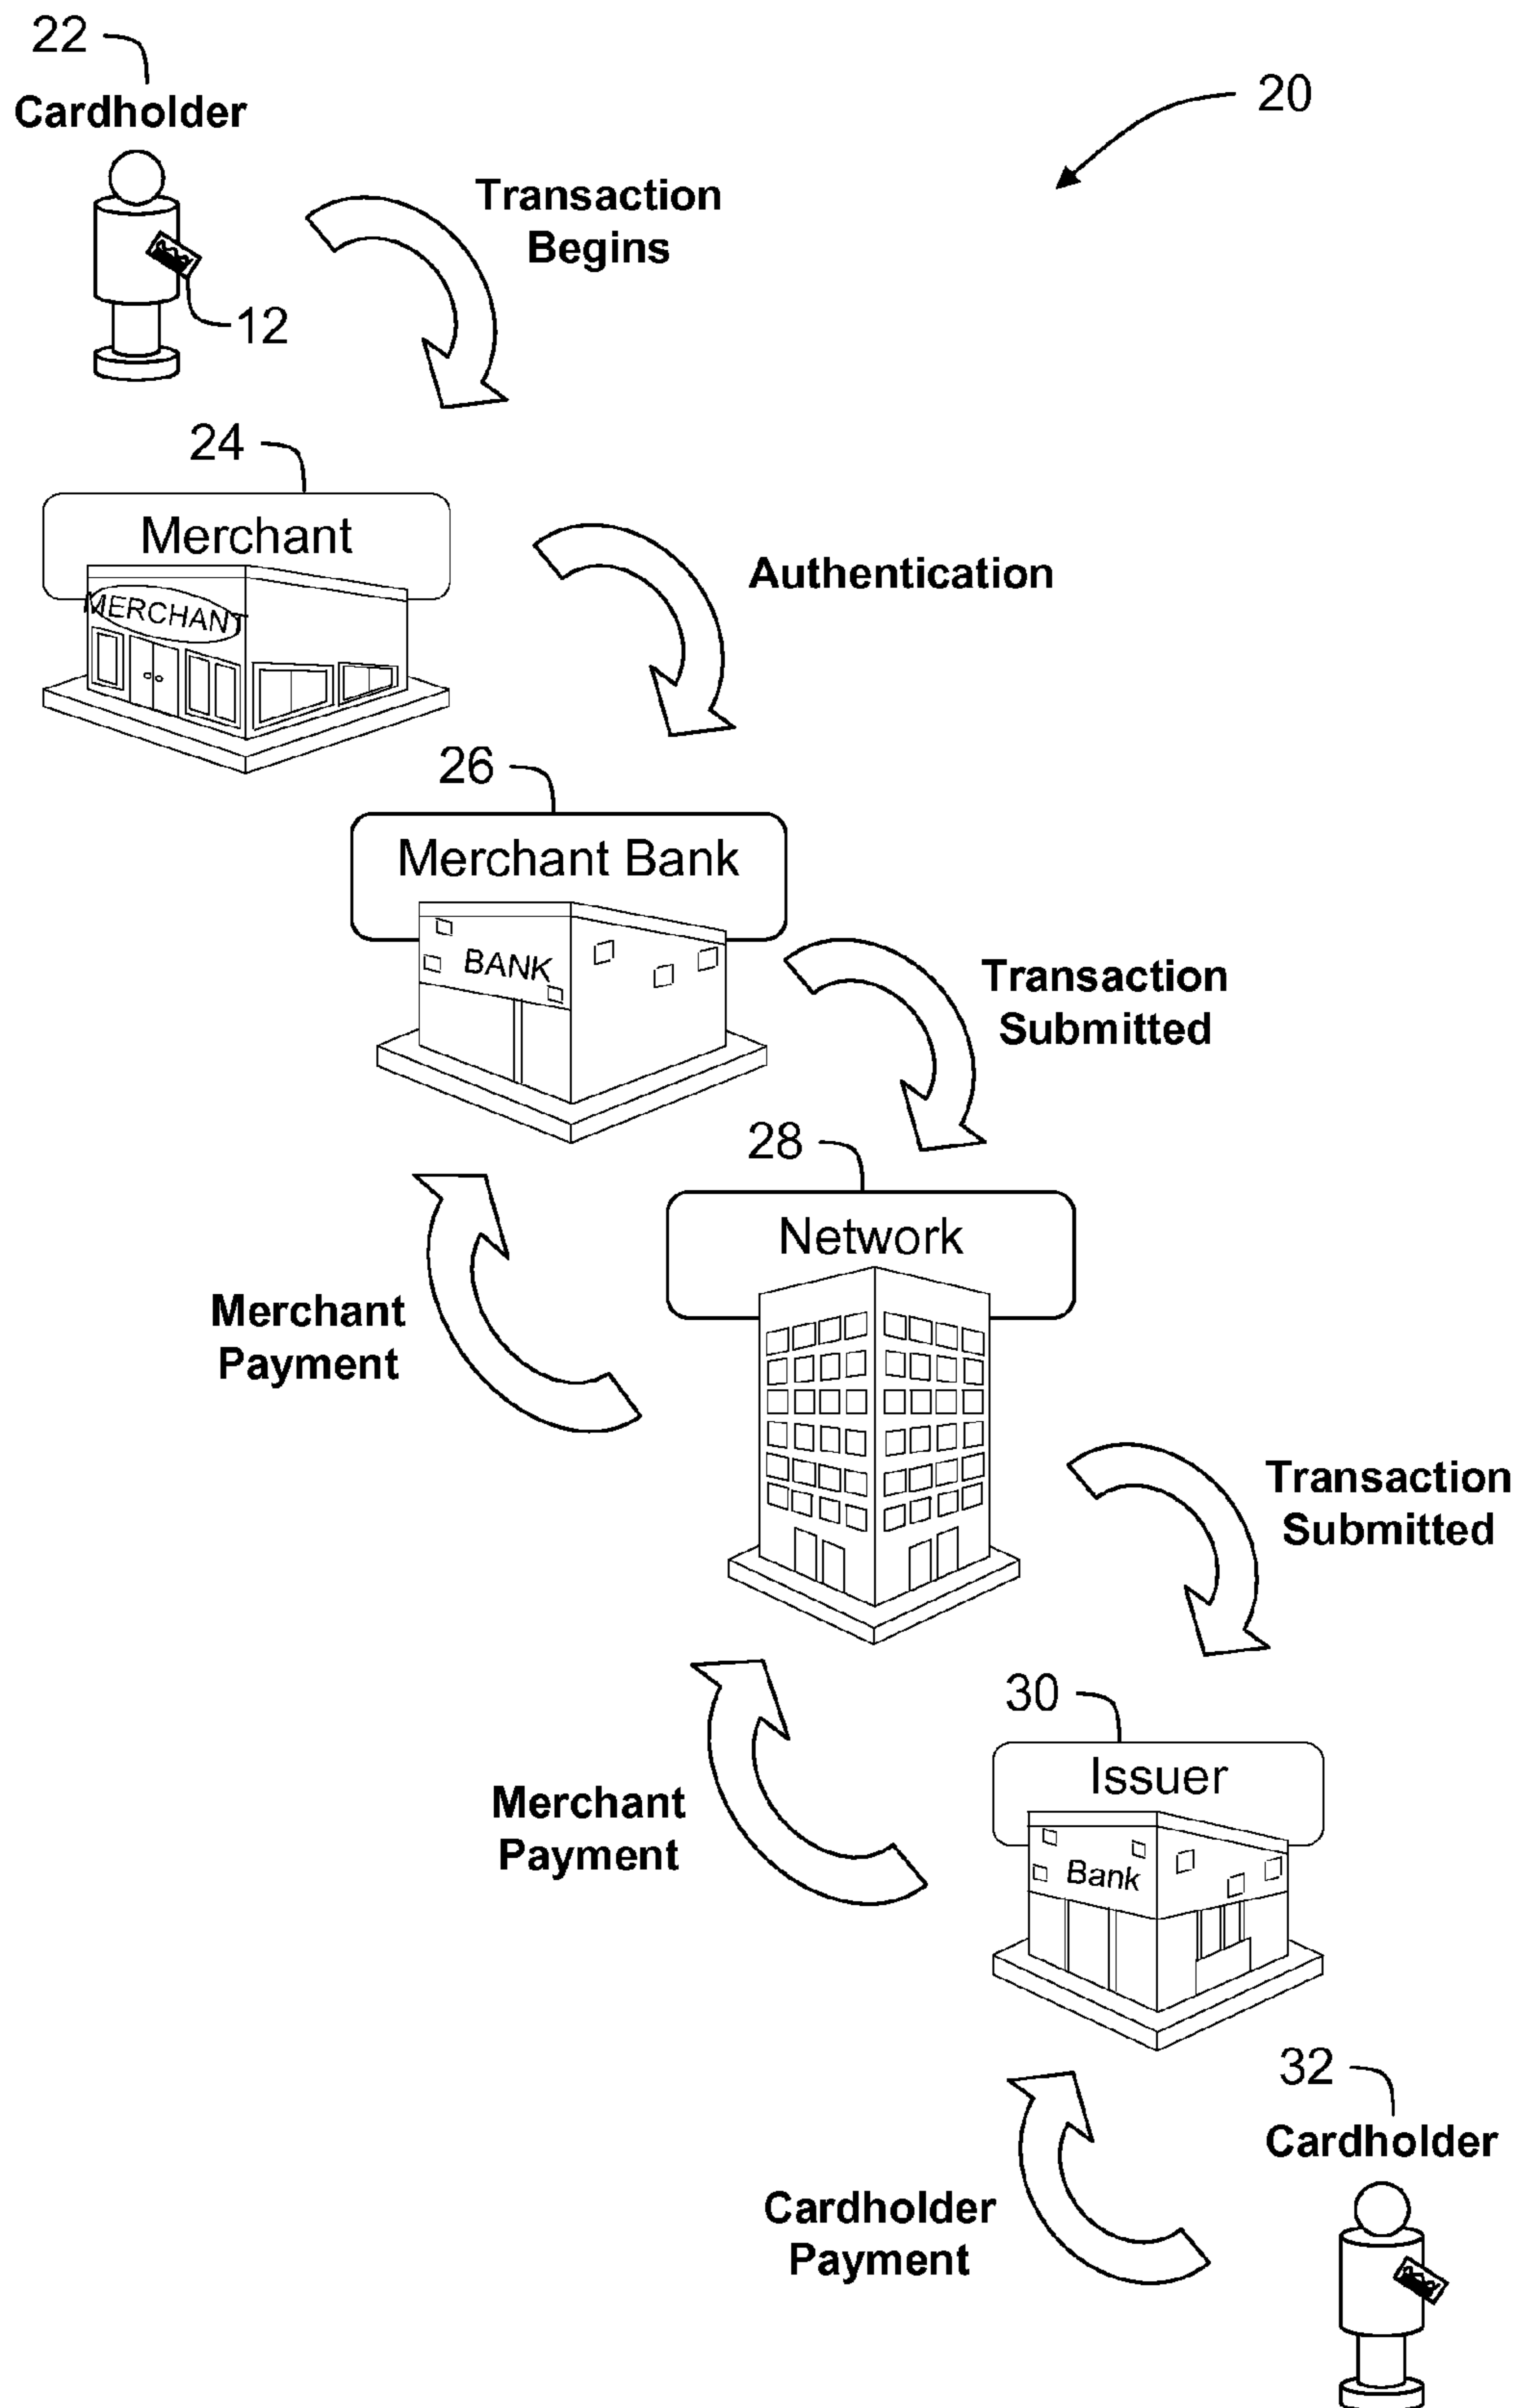 22
Cardholder
20
Transaction
Begins
12
24
Merchant
MERCHANT
Authentication
26
Merchant Bank
BANK
Transaction
Submitted
28
Network
Merchant
Payment
Transaction
Submitted
30
Issuer
Bank
Merchant
Payment
32
Cardholder
Cardholder
Payment